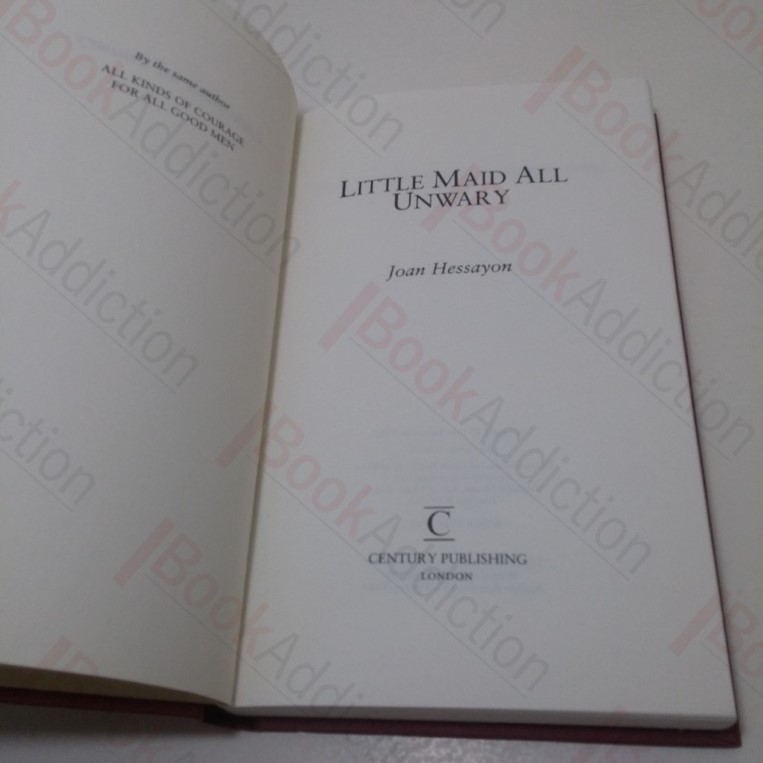 By the same author
ALL KINDS OF COURAGE
FOR ALL GOOD MEN
LITTLE MAID ALL
UNWARY
Joan Hessayon
C
CENTURY PUBLISHING
LONDON
BookAddiction